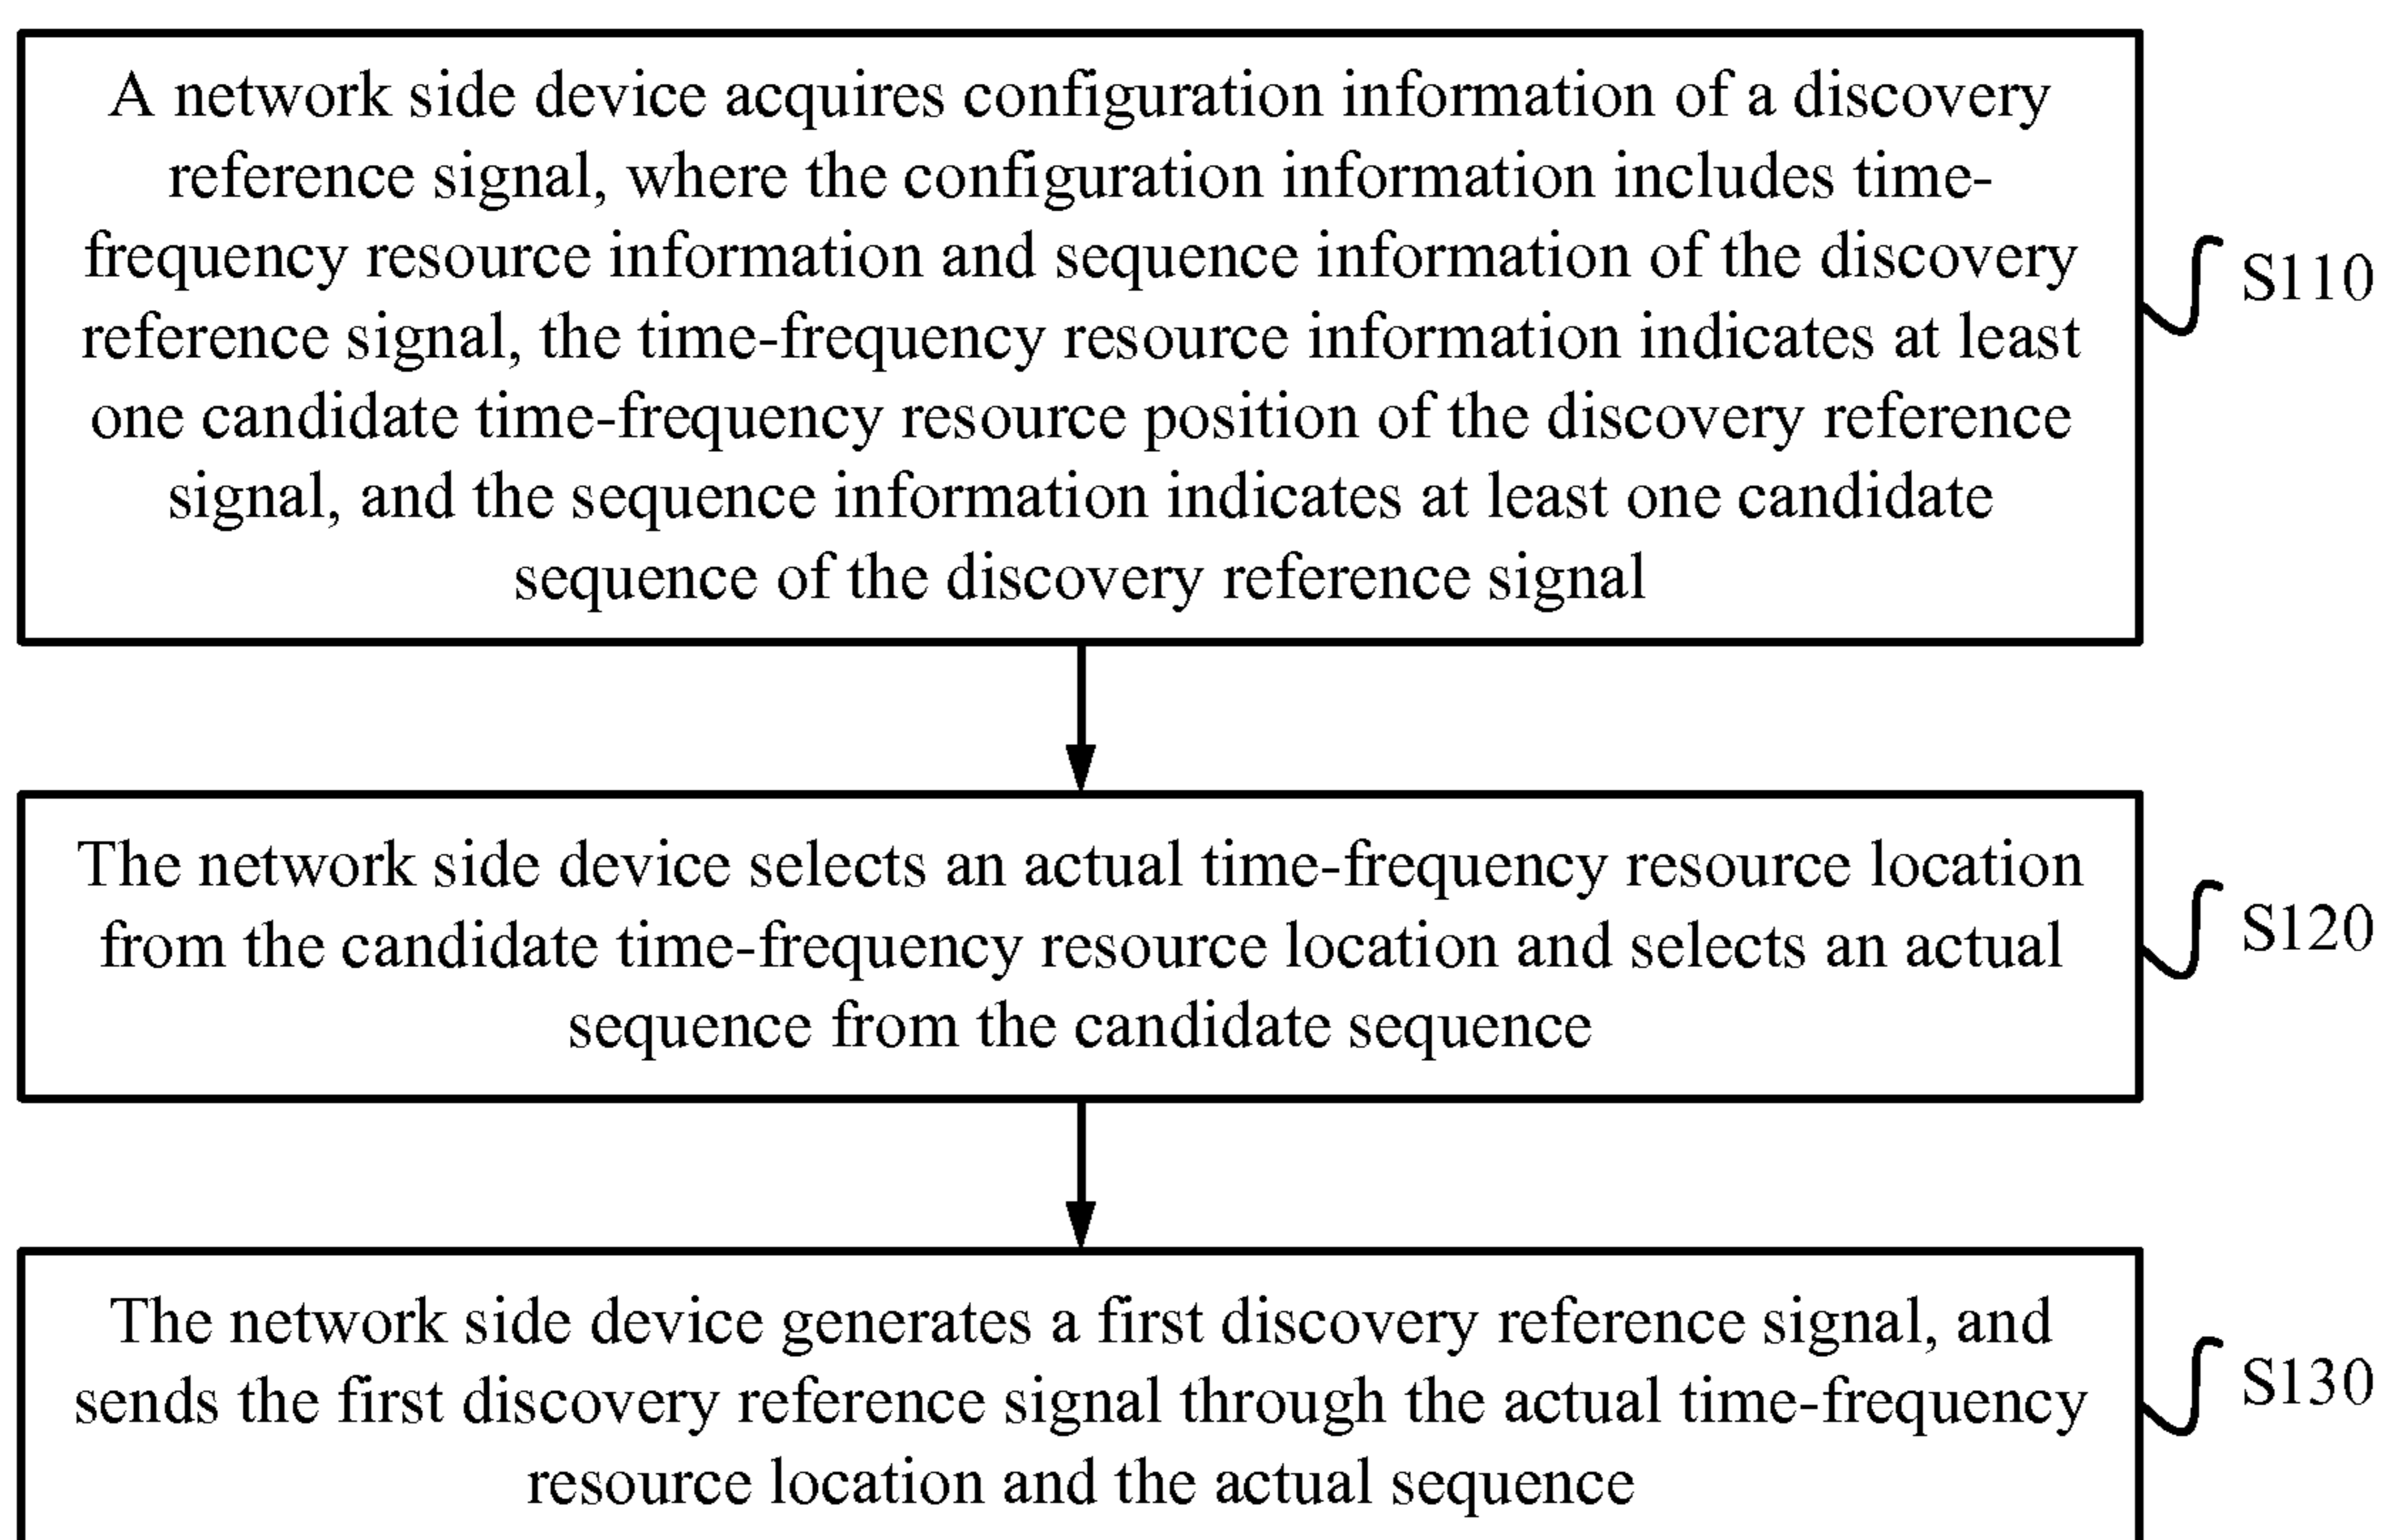 A network side device acquires configuration information of a discovery
reference signal, where the configuration information includes time-
frequency resource information and sequence information of the discovery
reference signal, the time-frequency resource information indicates at least
one candidate time-frequency resource position of the discovery reference
signal, and the sequence information indicates at least one candidate
sequence of the discovery reference signal
S110
The network side device selects an actual time-frequency resource location
from the candidate time-frequency resource location and selects an actual
sequence from the candidate sequence
S120
The network side device generates a first discovery reference signal, and
sends the first discovery reference signal through the actual time-frequency
resource location and the actual sequence
S130